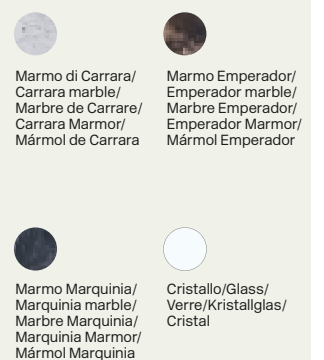 Marmo di Carrara/
Carrara marble/
Marbre de Carrare/
Carrara Marmor/
Mármol de Carrara
Marmo Emperador/
Emperador marble/
Marbre Emperador/
Emperador Marmor/
Mármol Emperador
Marmo Marquinia/
Marquinia marble/
Marbre Marquinia/
Marquinia Marmor/
Mármol Marquinia
Cristallo/Glass/
Verre/Kristallglas/
Cristal